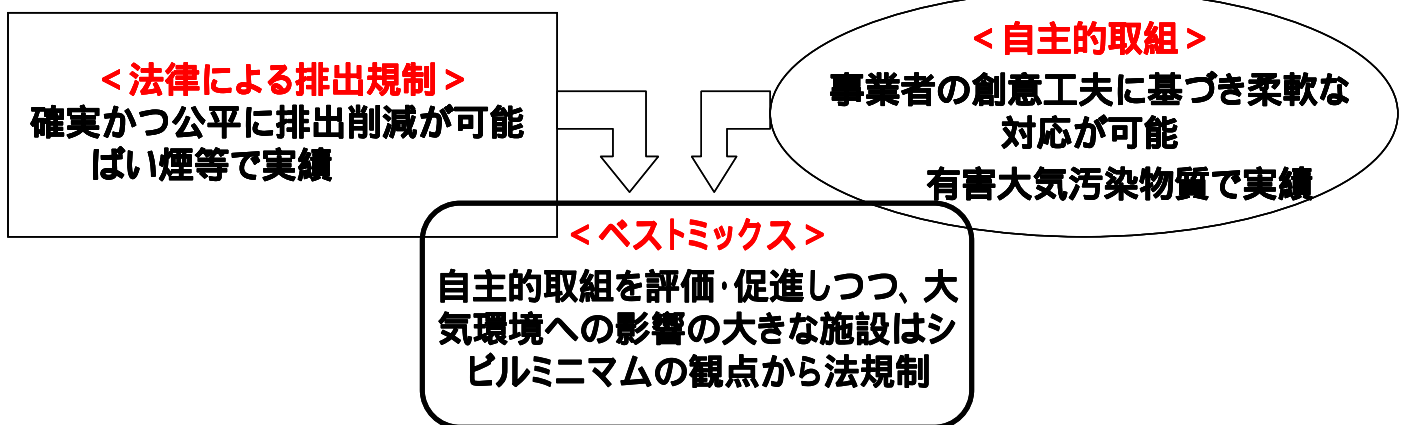 ＜法律による排出規制＞
確実かつ公平に排出削減が可能
ばい煙等で実績
＜自主的取組＞
事業者の創意工夫に基づき柔軟な
対応が可能
有害大気汚染物質で実績
＜ベストミックス＞
自主的取組を評価・促進しつつ、大
気環境への影響の大きな施設はシ
ビルミニマムの観点から法規制